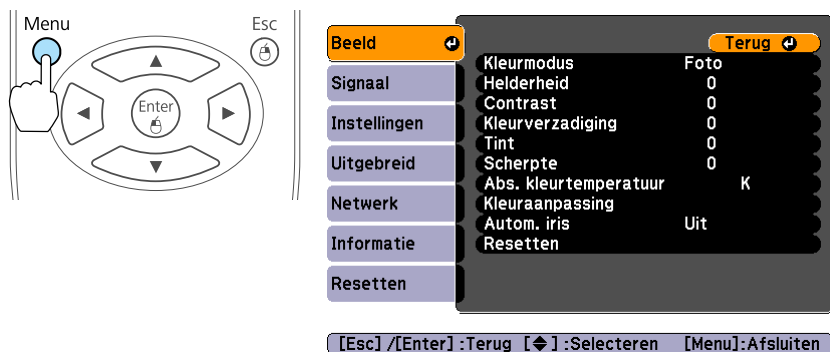 Menu
Esc
Enter
Beeld
Signaal
Instellingen
Uitgebreid
Netwerk
Informatie
Resetten
Terug
Kleurmodus Foto
Helderheid 0
Contrast 0
Kleurverzadiging 0
Tint 0
Scherpte 0
Abs. kleurtemperatuur K
Kleuraanpassing
Autom. iris Uit
Resetten
[Esc] /[Enter] :Terug [◆] :Selecteren [Menu]:Afsluiten